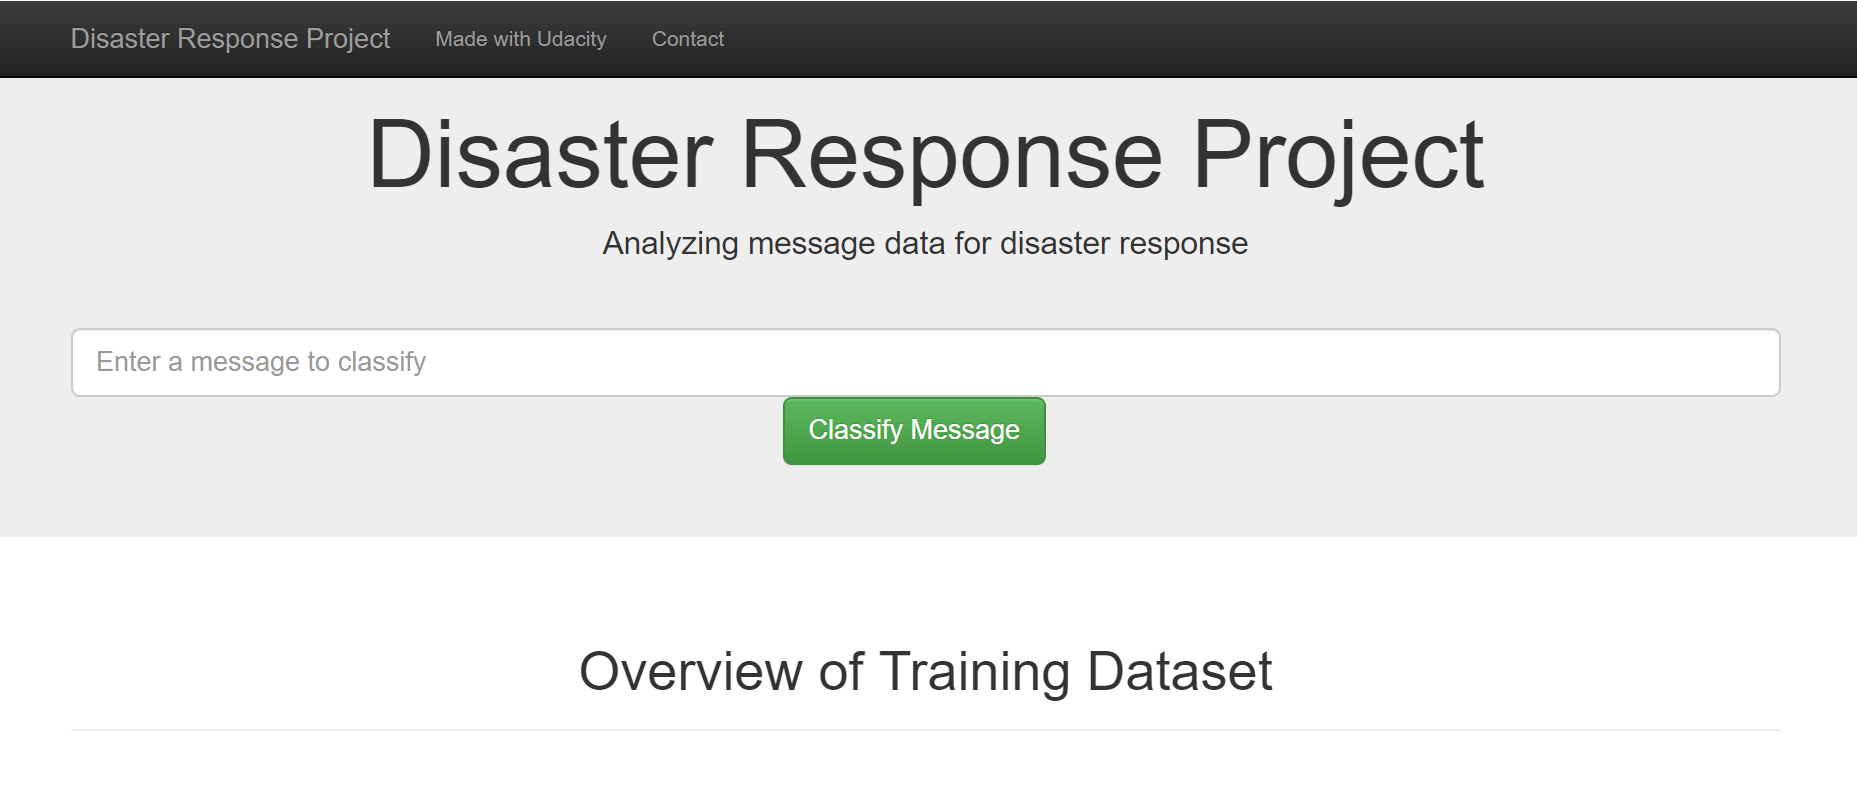 Disaster Response Project Made with Udacity Contact
Disaster Response Project
Analyzing message data for disaster response
Enter a message to classify
Classify Message
Overview of Training Dataset